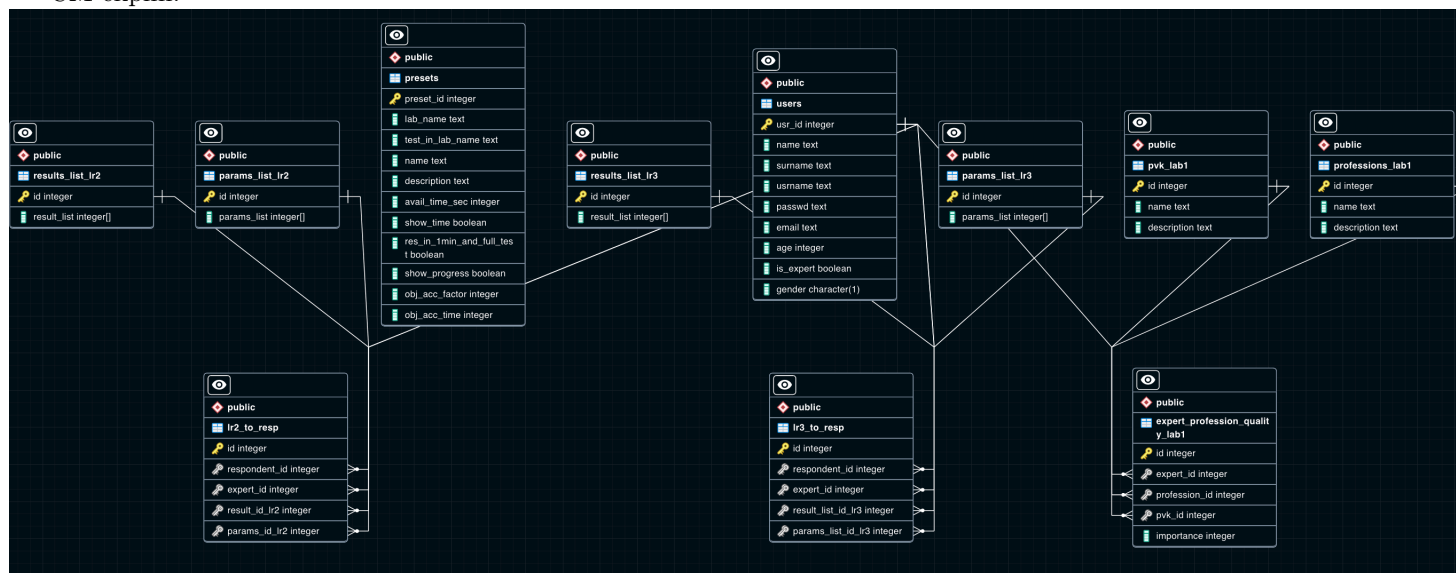 public
results_list_lr2
id integer
result_list integer[]
public
params_list_lr2
id integer
params_list integer[]
public
presets
preset_id integer
lab_name text
test_in_lab_name text
name text
description text
avail_time_sec integer
show_time boolean
res_in_1min_and_full_tes
t boolean
show_progress boolean
obj_acc_factor integer
obj_acc_time integer
public
results_list_lr3
id integer
result_list integer[]
public
users
usr_id integer
name text
surname text
usrname text
passwd text
email text
age integer
is_expert boolean
gender character(1)
public
params_list_lr3
id integer
params_list integer[]
public
pvk_lab1
id integer
name text
description text
public
professions_lab1
id integer
name text
description text
public
lr2_to_resp
id integer
respondent_id integer
expert_id integer
result_id_lr2 integer
params_id_lr2 integer
public
lr3_to_resp
id integer
respondent_id integer
expert_id integer
result_list_id_lr3 integer
params_list_id_lr3 integer
public
expert_profession_qualit
y_lab1
id integer
expert_id integer
profession_id integer
pvk_id integer
importance integer